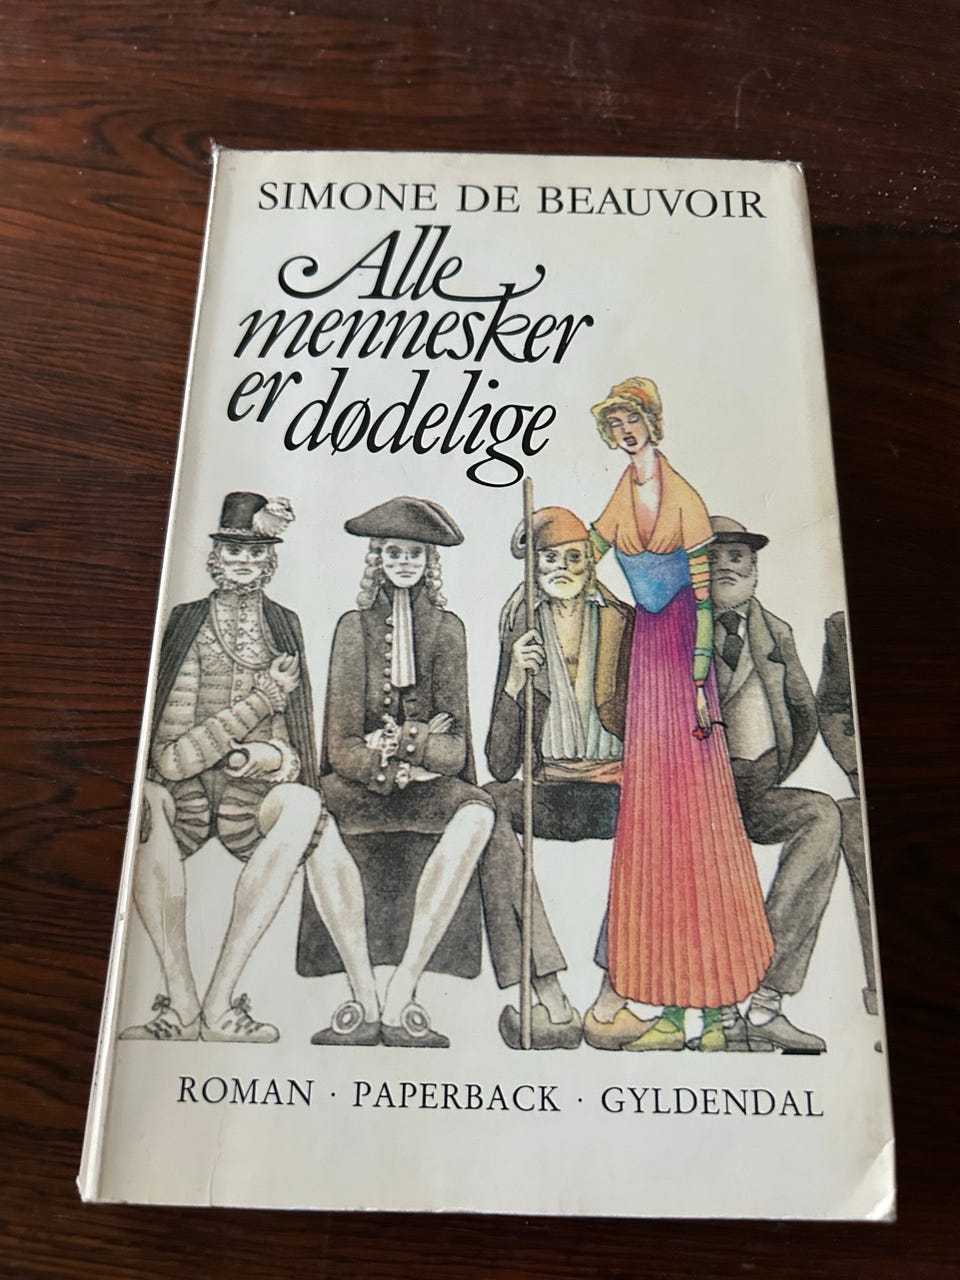 SIMONE DE BEAUVOIR
Alle
mennesker
er dødelige
ROMAN · PAPERBACK · GYLDENDAL